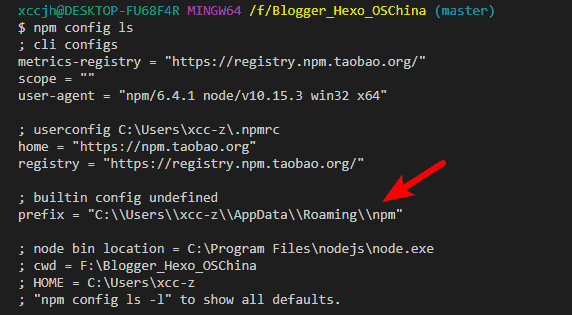 xccjh@DESKTOP-FU68F4R MINGW64 /f/Blogger_Hexo_OSChina (master)
$ npm config ls
; cli configs
metrics-registry = "https://registry.npm.taobao.org/"
scope = ""
user-agent = "npm/6.4.1 node/v10.15.3 win32 x64"
; userconfig C:\Users\xcc-z\.npmrc
home = "https://npm.taobao.org"
registry = "https://registry.npm.taobao.org/"
; builtin config undefined
prefix = "C:\\Users\\xcc-z\\AppData\\Roaming\\npm"
; node bin location = C:\Program Files\nodejs\node.exe
; cwd = F:\Blogger_Hexo_OSChina
; HOME = C:\Users\xcc-z
; "npm config ls -l" to show all defaults.